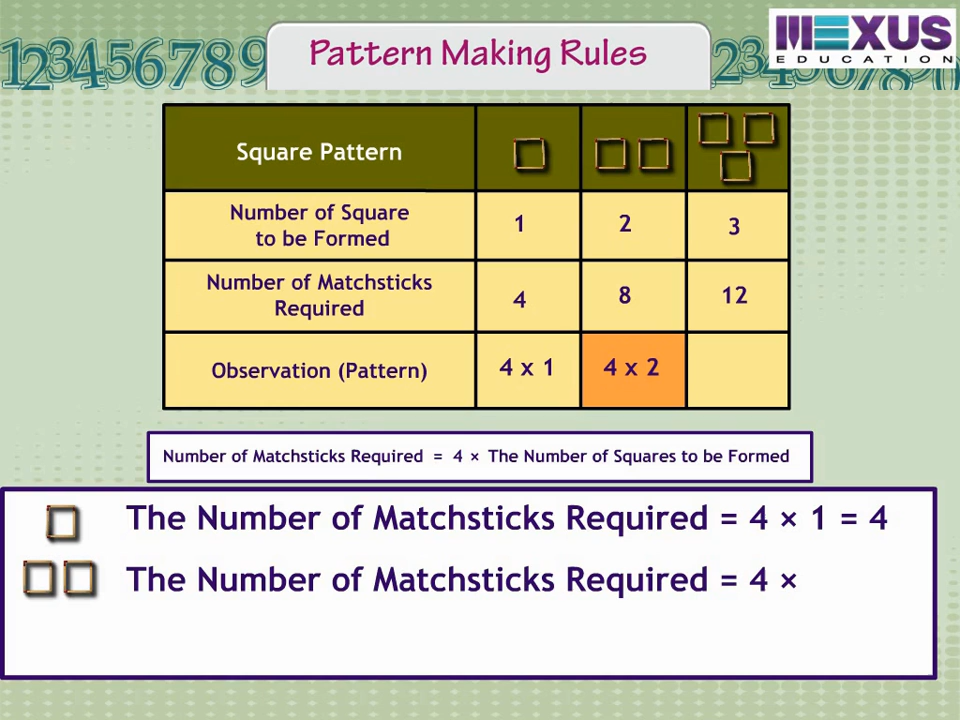 123456789
Pattern Making Rules
MEXUS
EDUCATION
Square Pattern
Number of Square
to be Formed
1
2
3
Number of Matchsticks
Required
4
8
12
Observation (Pattern)
4 x 1
4 x 2
Number of Matchsticks Required = 4 × The Number of Squares to be Formed
The Number of Matchsticks Required = 4 × 1 = 4
The Number of Matchsticks Required = 4 ×